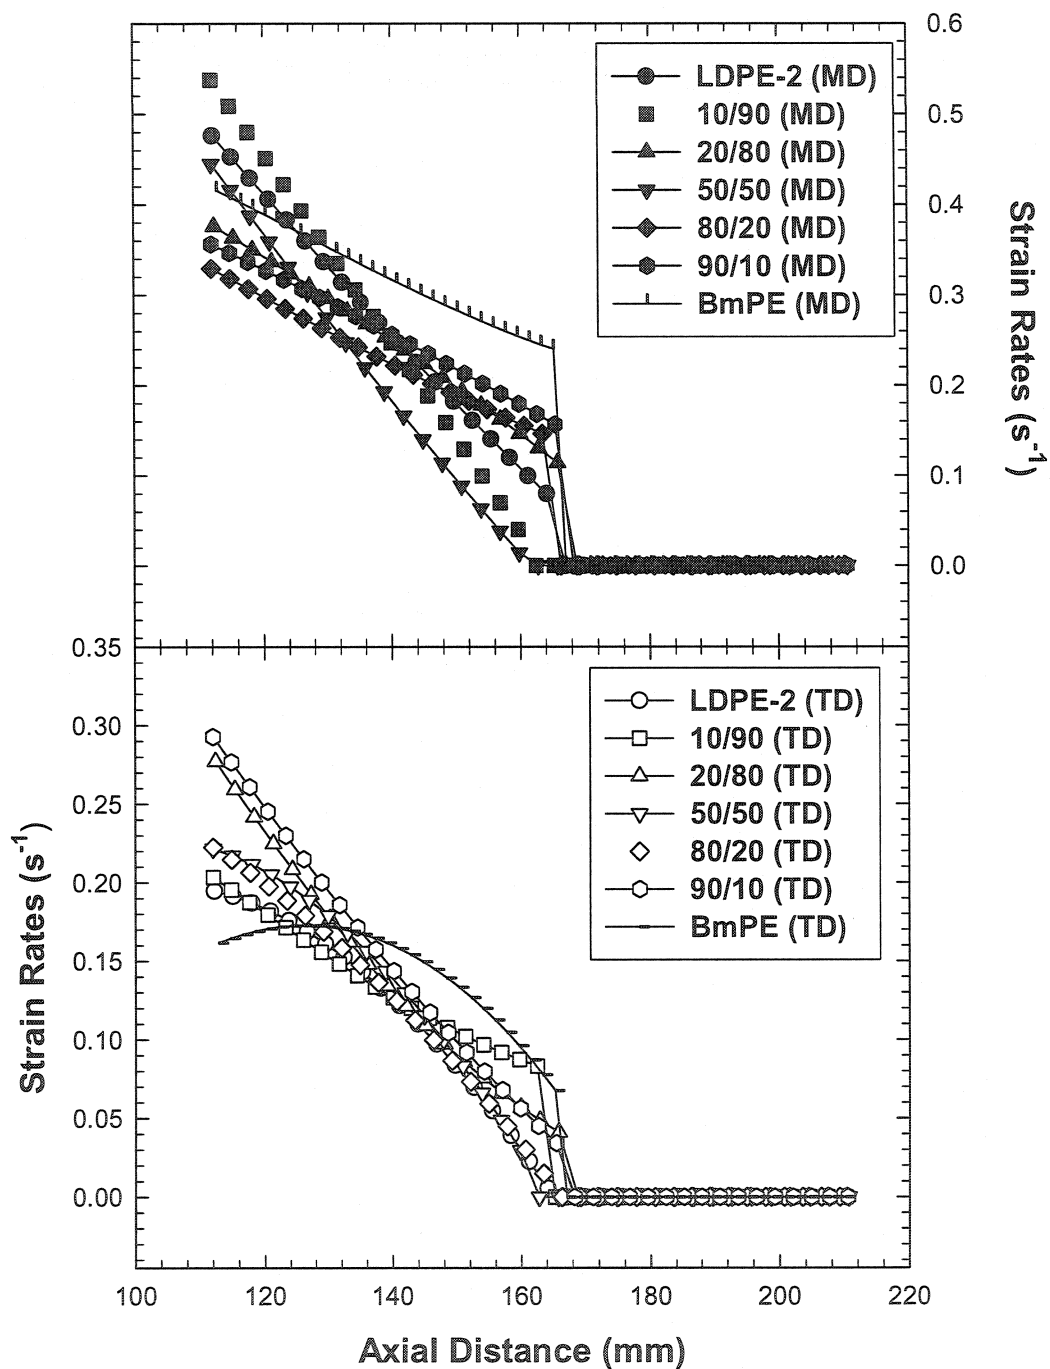 0.6
0.5
0.4
0.3
0.2
0.1
0.0
Strain Rates (s-1)
LDPE-2 (MD)
10/90 (MD)
20/80 (MD)
50/50 (MD)
80/20 (MD)
90/10 (MD)
BmPE (MD)
0.35
0.30
0.25
0.20
0.15
0.10
0.05
0.00
Strain Rates (s-1)
LDPE-2 (TD)
10/90 (TD)
20/80 (TD)
50/50 (TD)
80/20 (TD)
90/10 (TD)
BmPE (TD)
100 120 140 160 180 200 220
Axial Distance (mm)